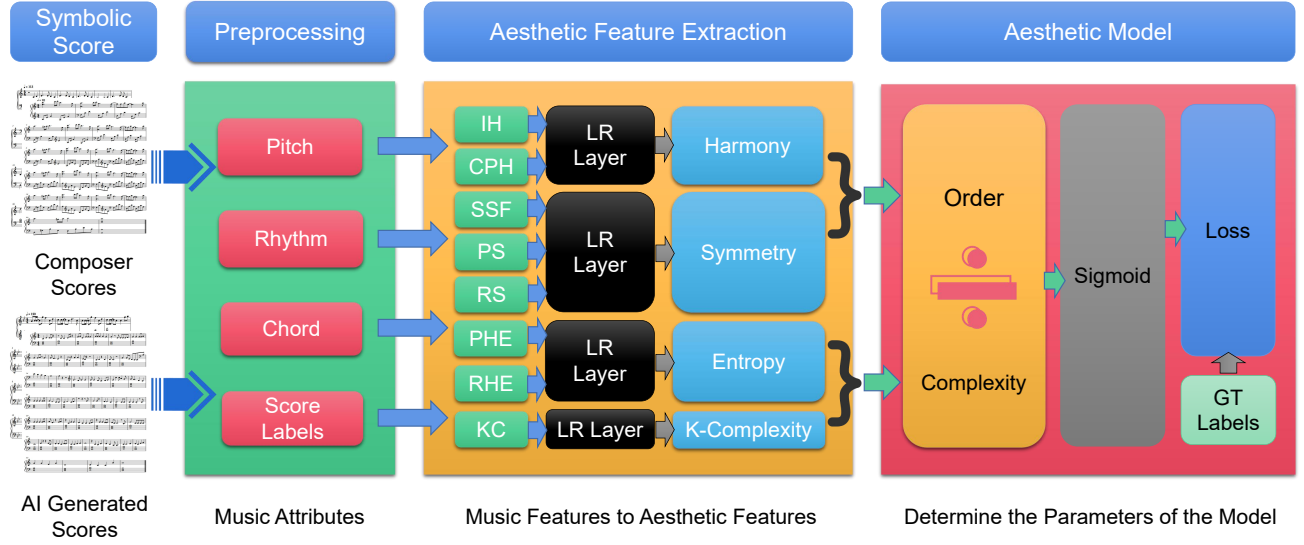 Symbolic
Score
Preprocessing
Aesthetic Feature Extraction
Aesthetic Model
Composer
Scores
AI Generated
Scores
Pitch
Rhythm
Chord
Score
Labels
Music Attributes
IH
CPH
SSF
PS
RS
PHE
RHE
KC
LR
Layer
LR
Layer
LR
Layer
LR Layer
Harmony
Symmetry
Entropy
K-Complexity
Music Features to Aesthetic Features
Order
Complexity
Sigmoid
Loss
GT
Labels
Determine the Parameters of the Model